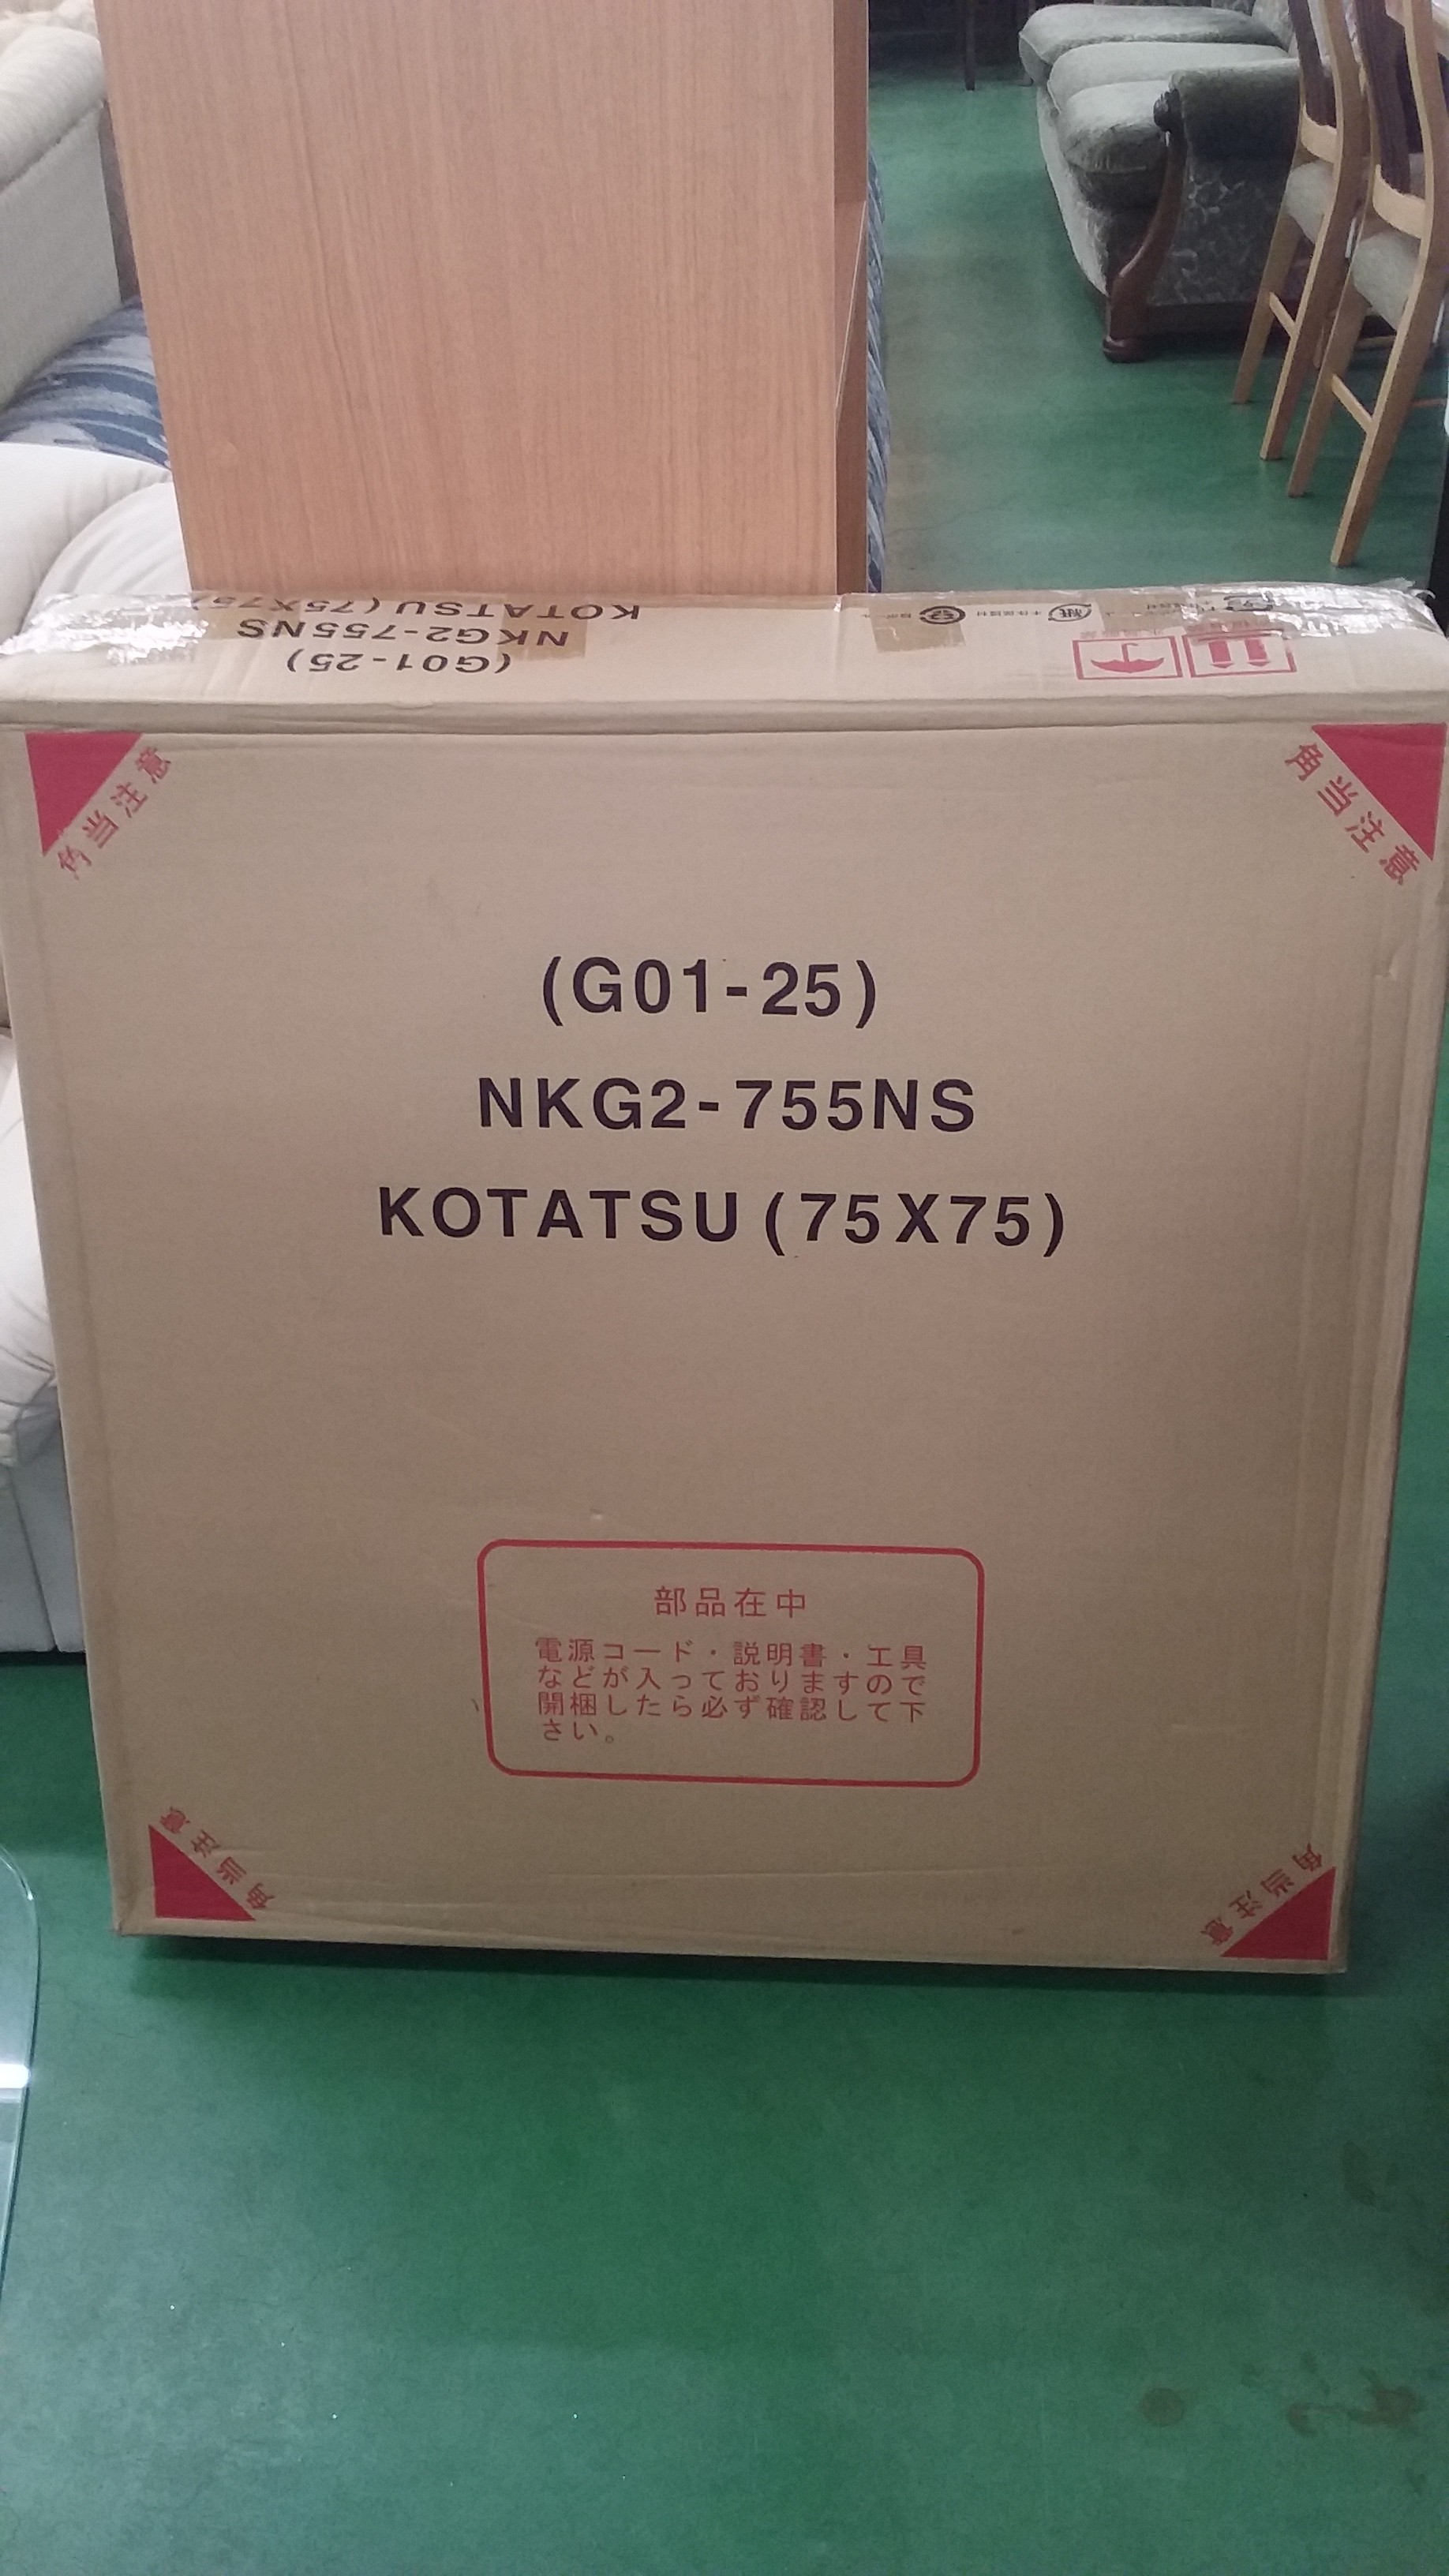 KOTATSU (75X75)
NKG2-755NS
(G01-25)
角当注意
角当注意
(G01-25)
NKG2-755NS
KOTATSU (75X75)
部品在中
電源コード・説明書・工具
などが入っておりますので
開梱したら必ず確認して下
さい。
角当注意
角当注意